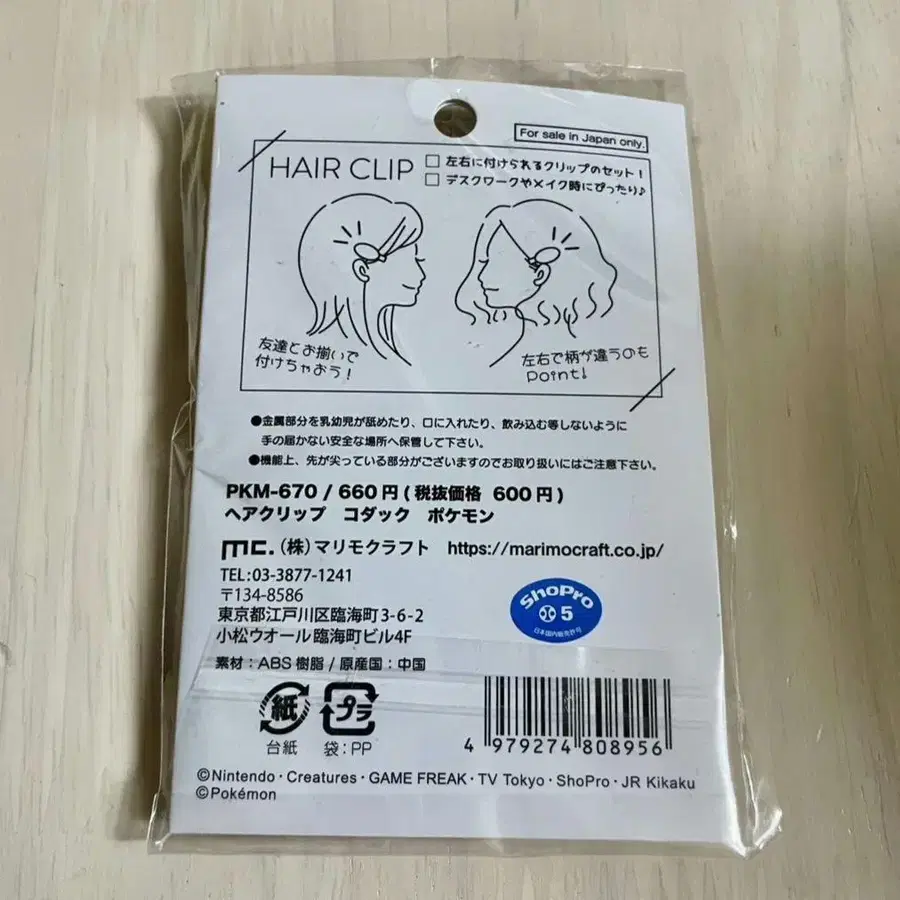 For sale in Japan only.
HAIR CLIP
□ 左右に付けられるクリップのセット!
□ デスクワークやメイク時にぴったり♪
友達とお揃いで
付けちゃおう!
左右で柄が違うのも
Point!
●金属部分を乳幼児が舐めたり、口に入れたり、飲み込む等しないように
手の届かない安全な場所へ保管して下さい。
●機能上、先が尖っている部分がございますのでお取り扱いにはご注意下さい。
PKM-670 / 660円(税抜価格 600円)
ヘアクリップ コダック ポケモン
mc. (株)マリモクラフト https://marimocraft.co.jp/
TEL:03-3877-1241
〒134-8586
東京都江戸川区臨海町3-6-2
小松ウオール臨海町ビル4F
ShoPro
5
日本国内販売許可
素材:ABS樹脂/原産国:中国
紙
プラ
台紙 袋:PP
4 979274 808956
©Nintendo・Creatures・GAME FREAK・TV Tokyo・ShoPro・JR Kikaku
©Pokémon